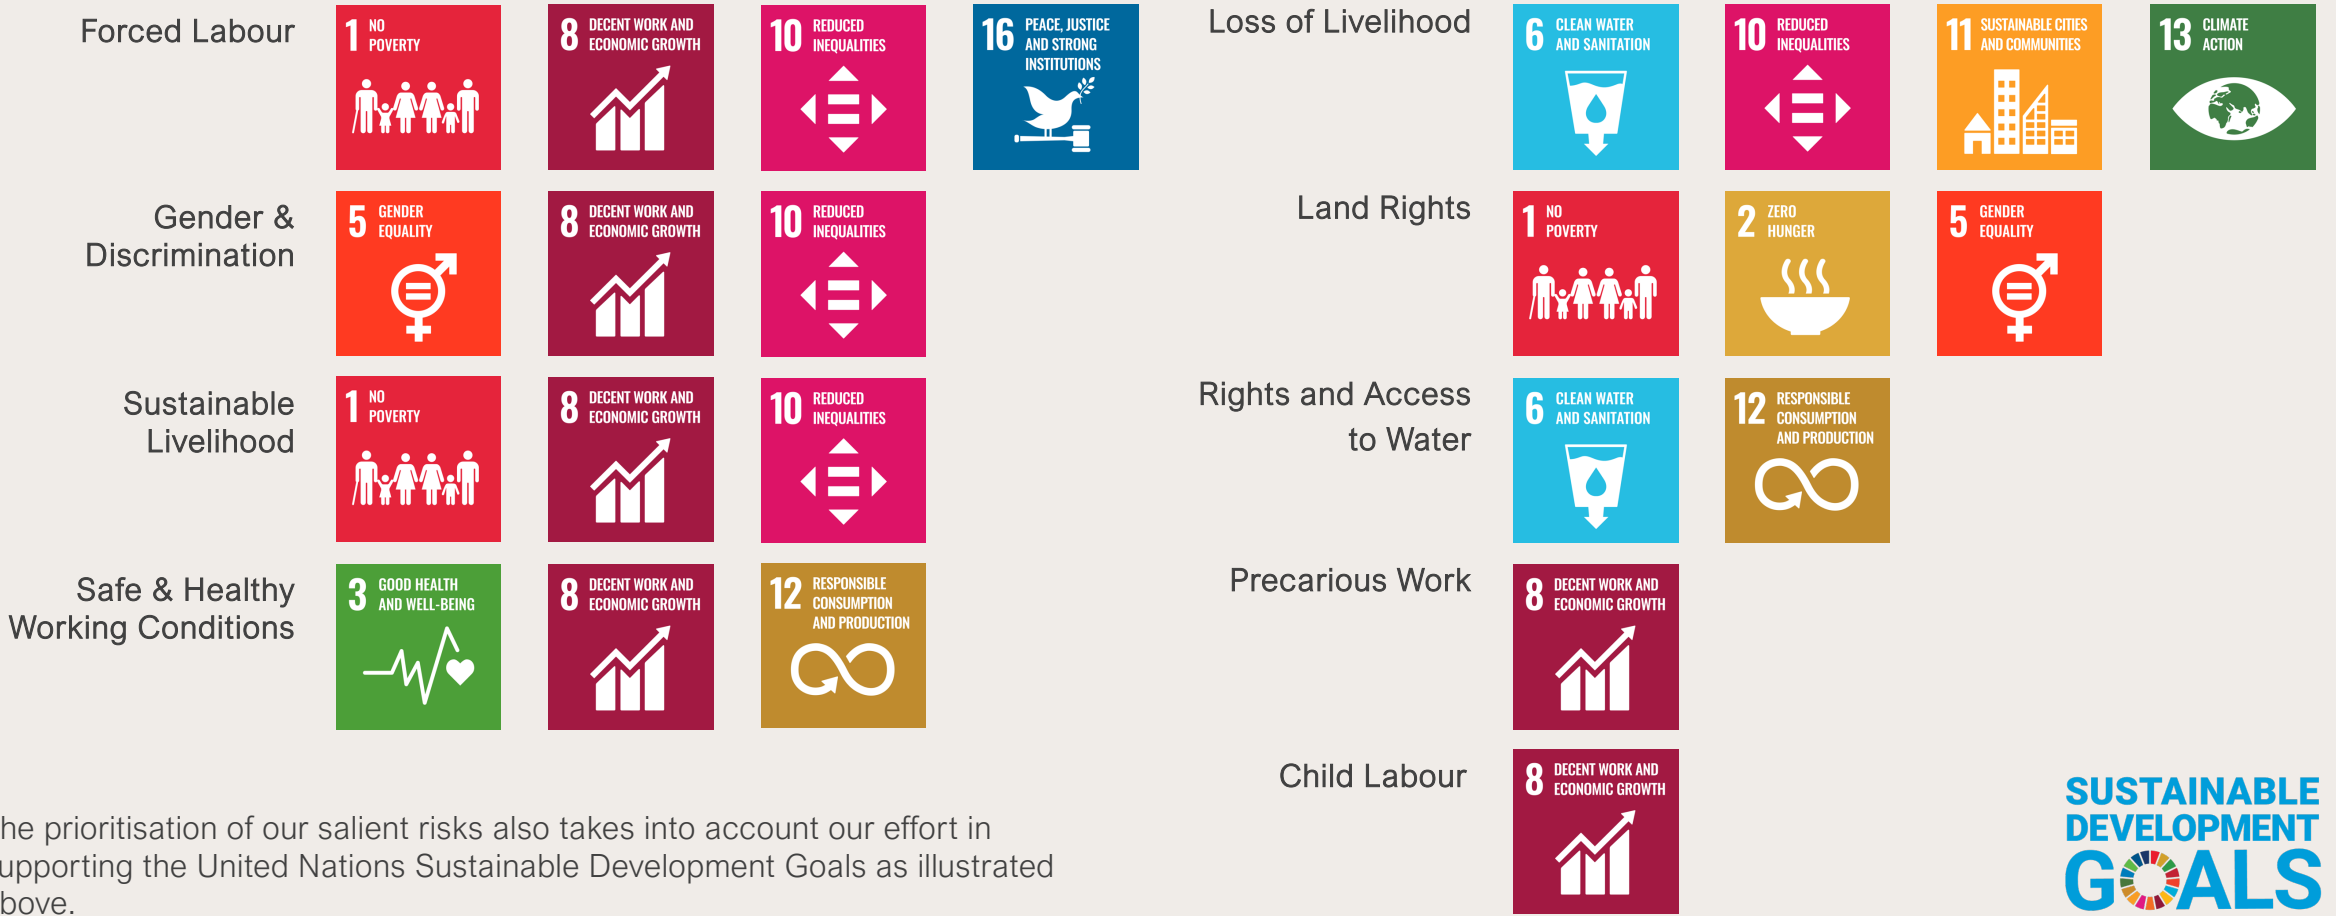 Forced Labour
1 NO
POVERTY
8 DECENT WORK AND
ECONOMIC GROWTH
10 REDUCED
INEQUALITIES
16 PEACE, JUSTICE
AND STRONG
INSTITUTIONS
Gender &
Discrimination
5 GENDER
EQUALITY
8 DECENT WORK AND
ECONOMIC GROWTH
10 REDUCED
INEQUALITIES
Sustainable
Livelihood
1 NO
POVERTY
8 DECENT WORK AND
ECONOMIC GROWTH
10 REDUCED
INEQUALITIES
Safe & Healthy
Working Conditions
3 GOOD HEALTH
AND WELL-BEING
8 DECENT WORK AND
ECONOMIC GROWTH
12 RESPONSIBLE
CONSUMPTION
AND PRODUCTION
Loss of Livelihood
6 CLEAN WATER
AND SANITATION
10 REDUCED
INEQUALITIES
11 SUSTAINABLE CITIES
AND COMMUNITIES
13 CLIMATE
ACTION
Land Rights
1 NO
POVERTY
2 ZERO
HUNGER
5 GENDER
EQUALITY
Rights and Access
to Water
6 CLEAN WATER
AND SANITATION
12 RESPONSIBLE
CONSUMPTION
AND PRODUCTION
Precarious Work
8 DECENT WORK AND
ECONOMIC GROWTH
Child Labour
8 DECENT WORK AND
ECONOMIC GROWTH
he prioritisation of our salient risks also takes into account our effort in
upporting the United Nations Sustainable Development Goals as illustrated
bove.
SUSTAINABLE
DEVELOPMENT
GOALS